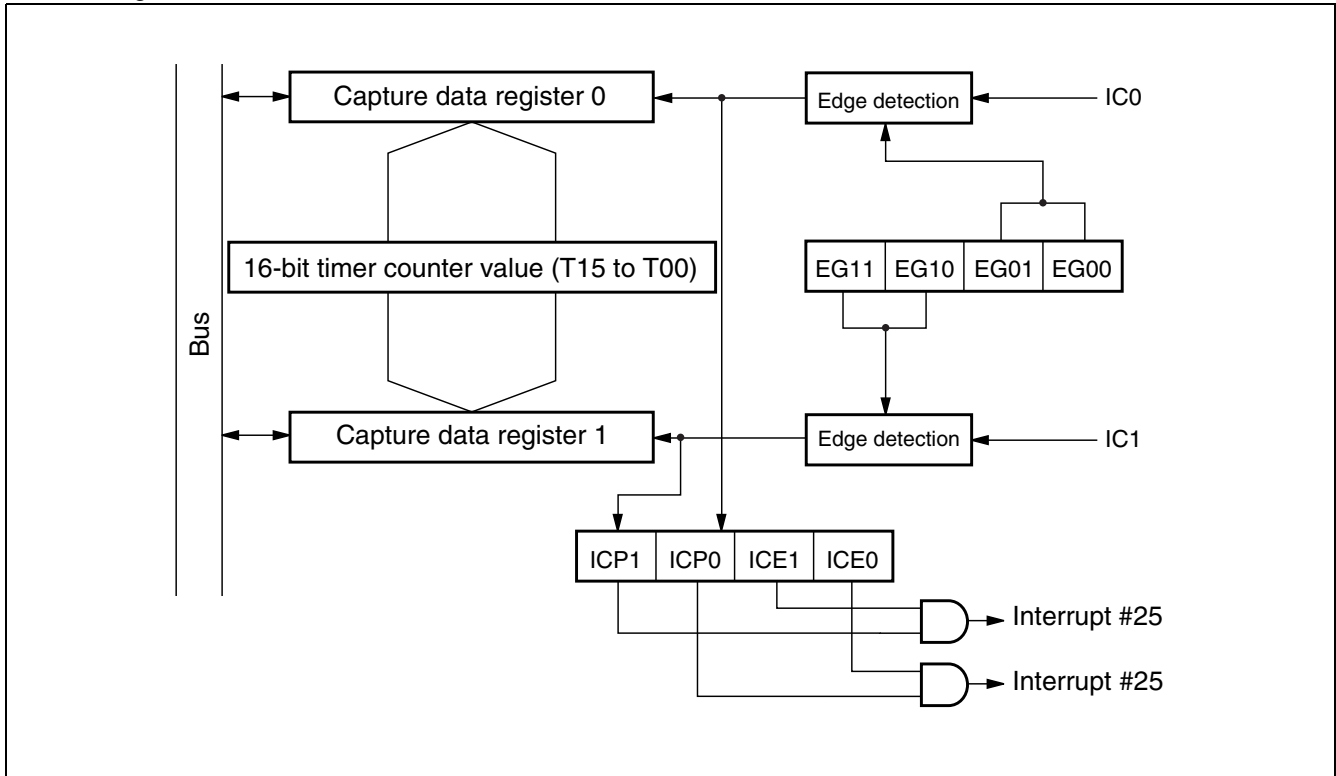 Capture data register 0
Edge detection
IC0
16-bit timer counter value (T15 to T00)
EG11 EG10 EG01 EG00
Bus
Capture data register 1
Edge detection
IC1
ICP1 ICP0 ICE1 ICE0
Interrupt #25
Interrupt #25